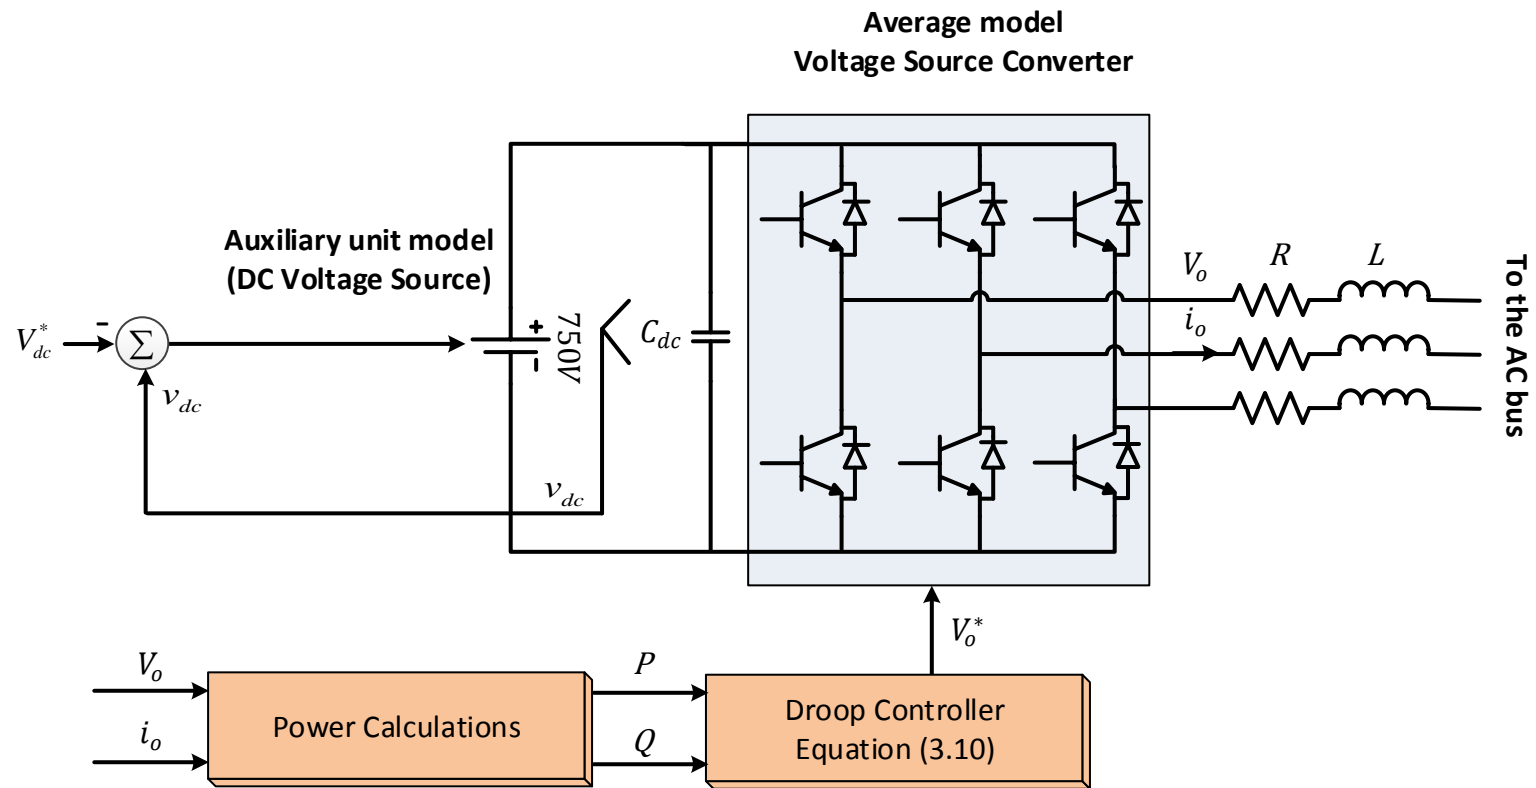 Average model
Voltage Source Converter
Auxiliary unit model
(DC Voltage Source)
V*dc
-
Σ
vdc
+
-
750V
Cdc
vdc
Vo
R
L
io
To the AC bus
Vo*
Vo
io
Power Calculations
P
Q
Droop Controller
Equation (3.10)